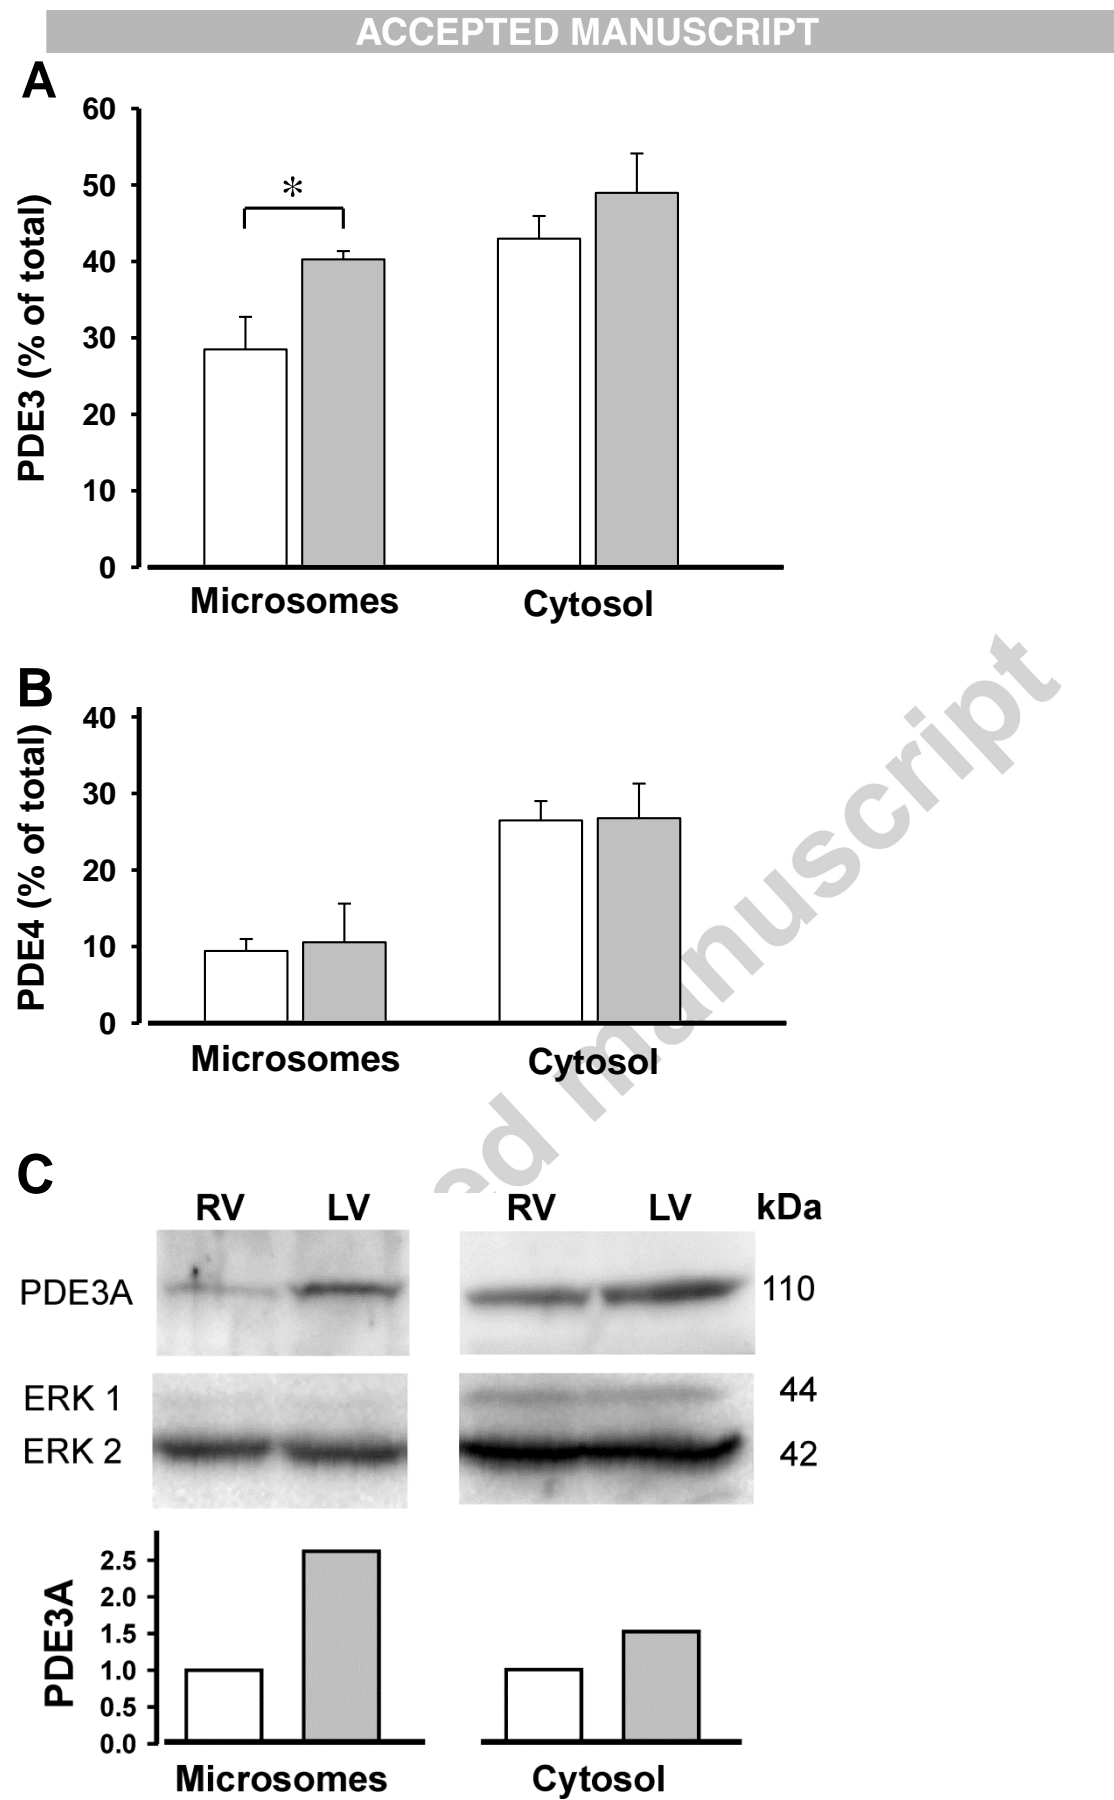 ACCEPTED MANUSCRIPT
A
PDE3 (% of total)
60
50
40
30
20
10
0
*
Microsomes
Cytosol
B
PDE4 (% of total)
40
30
20
10
0
Microsomes
Cytosol
ed manuscript
C
RV LV RV LV kDa
PDE3A 110
ERK 1 44
ERK 2 42
PDE3A
2.5
2.0
1.5
1.0
0.5
0.0
Microsomes
Cytosol